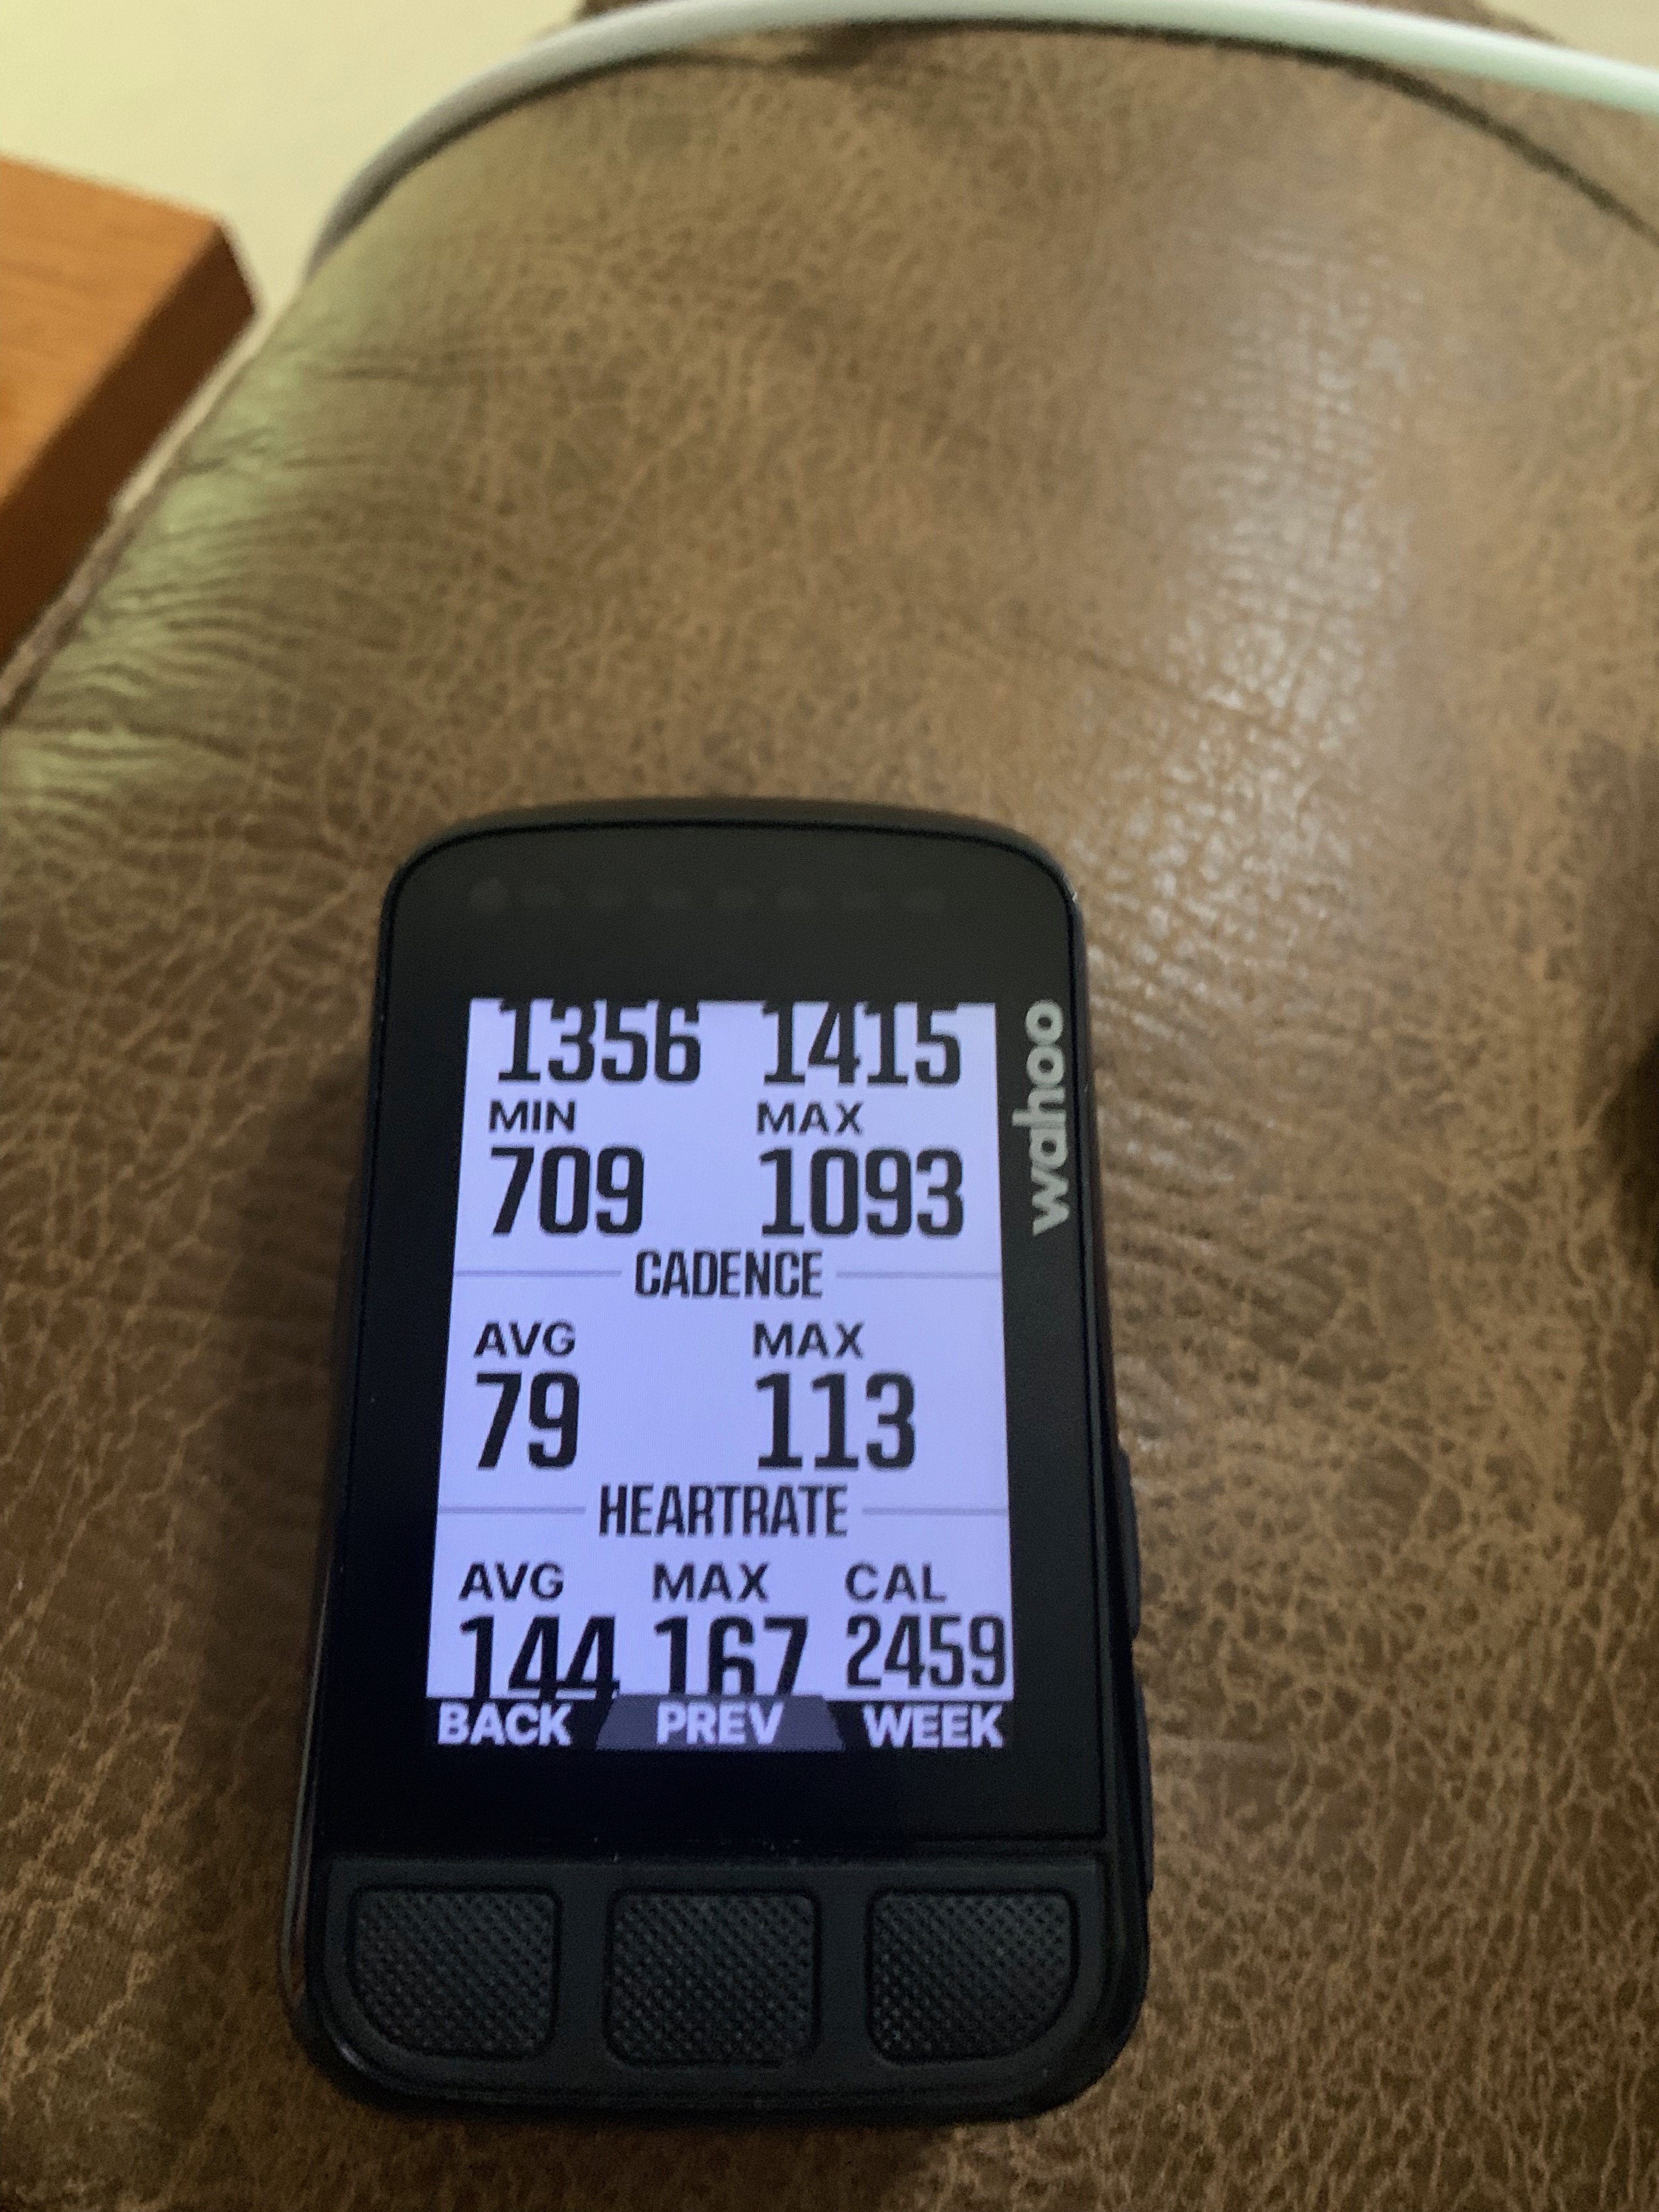 1356 1415
MIN MAX
709 1093
CADENCE
AVG MAX
79 113
HEARTRATE
AVG MAX CAL
144 167 2459
BACK PREV WEEK
wahoo